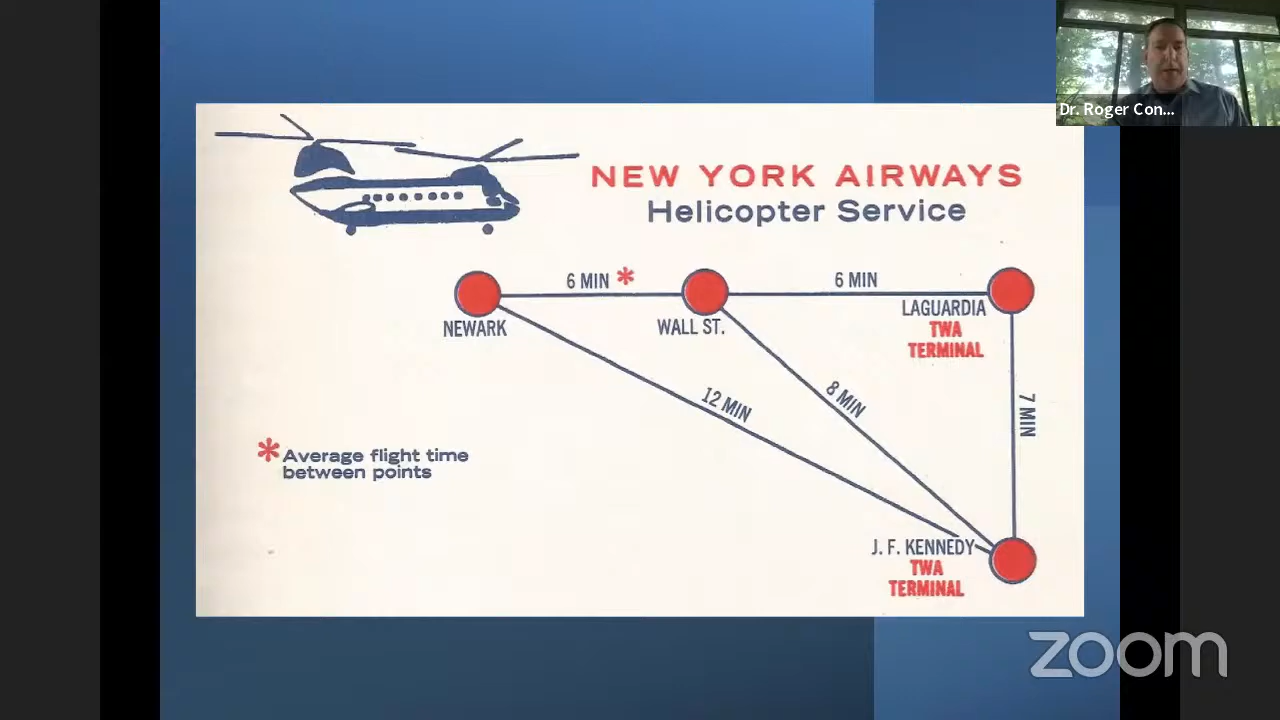 Dr. Roger Con...
NEW YORK AIRWAYS
Helicopter Service
6 MIN *
6 MIN
NEWARK
WALL ST.
LAGUARDIA
TWA
TERMINAL
12 MIN
8 MIN
7 MIN
* Average flight time
between points
J. F. KENNEDY
TWA
TERMINAL
zoom